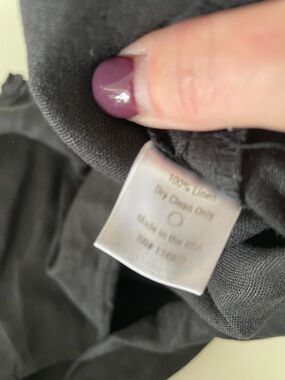 100% Linen
Dry Clean Only
Made in the USA
RN#